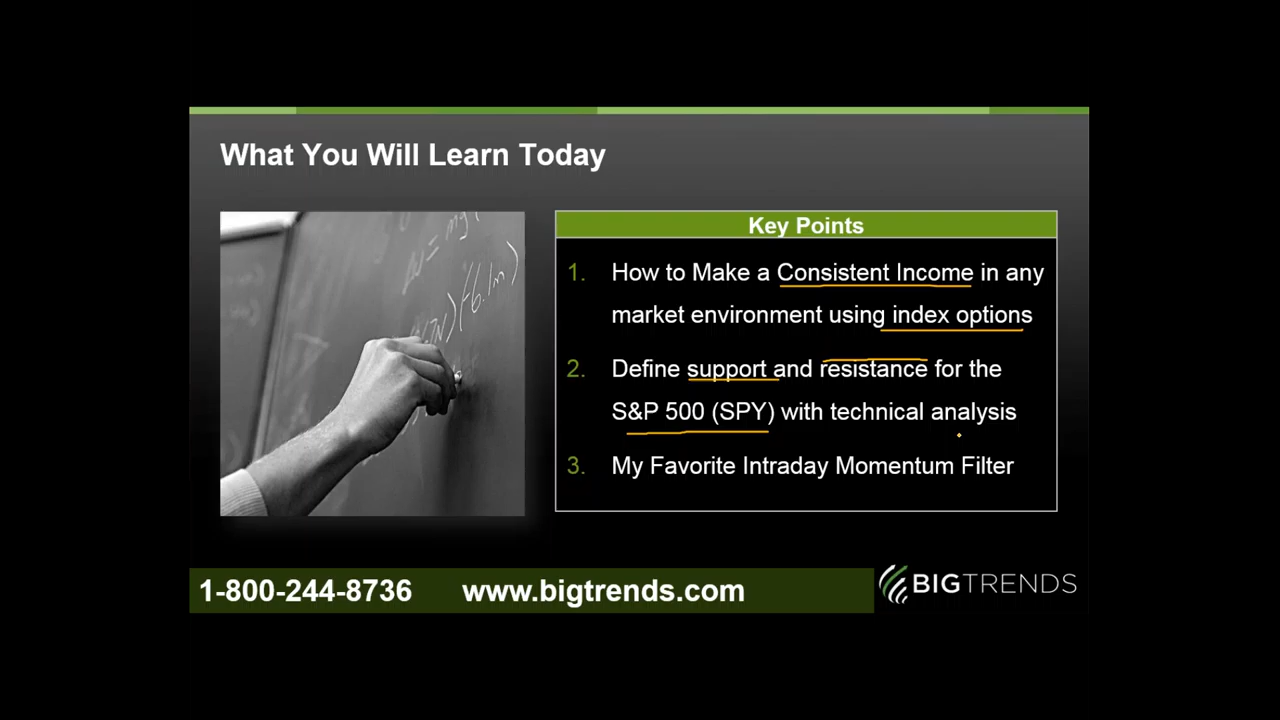 What You Will Learn Today
Key Points
1. How to Make a Consistent Income in any
market environment using index options
2. Define support and resistance for the
S&P 500 (SPY) with technical analysis
3. My Favorite Intraday Momentum Filter
1-800-244-8736 www.bigtrends.com
BIGTRENDS